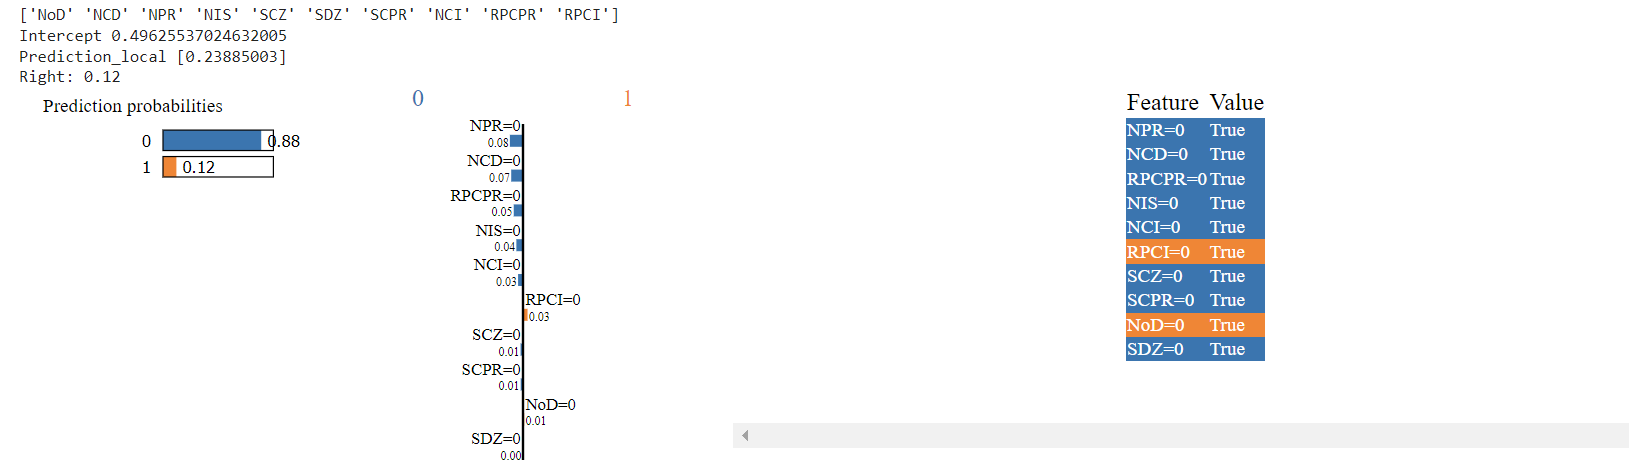 ['NoD' 'NCD' 'NPR' 'NIS' 'SCZ' 'SDZ' 'SCPR' 'NCI' 'RPCPR' 'RPCI']
Intercept 0.49625537024632005
Prediction_local [0.23885003]
Right: 0.12
Prediction probabilities
0 0.88
1 0.12
0 1
NPR=0
0.08
NCD=0
0.07
RPCPR=0
0.05
NIS=0
0.04
NCI=0
0.03
RPCI=0
0.03
SCZ=0
0.01
SCPR=0
0.01
NoD=0
0.01
SDZ=0
0.00
Feature Value
NPR=0 True
NCD=0 True
RPCPR=0 True
NIS=0 True
NCI=0 True
RPCI=0 True
SCZ=0 True
SCPR=0 True
NoD=0 True
SDZ=0 True